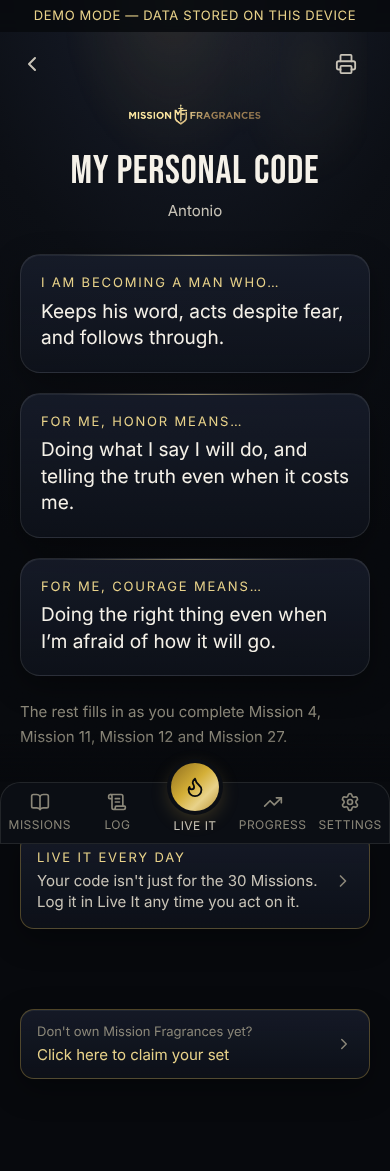 DEMO MODE — DATA STORED ON THIS DEVICE
MISSION FRAGRANCES
MY PERSONAL CODE
Antonio
I AM BECOMING A MAN WHO…
Keeps his word, acts despite fear,
and follows through.
FOR ME, HONOR MEANS…
Doing what I say I will do, and
telling the truth even when it costs
me.
FOR ME, COURAGE MEANS…
Doing the right thing even when
I’m afraid of how it will go.
The rest fills in as you complete Mission 4,
Mission 11, Mission 12 and Mission 27.
MISSIONS LOG LIVE IT PROGRESS SETTINGS
LIVE IT EVERY DAY
Your code isn't just for the 30 Missions.
Log it in Live It any time you act on it.
Don't own Mission Fragrances yet?
Click here to claim your set